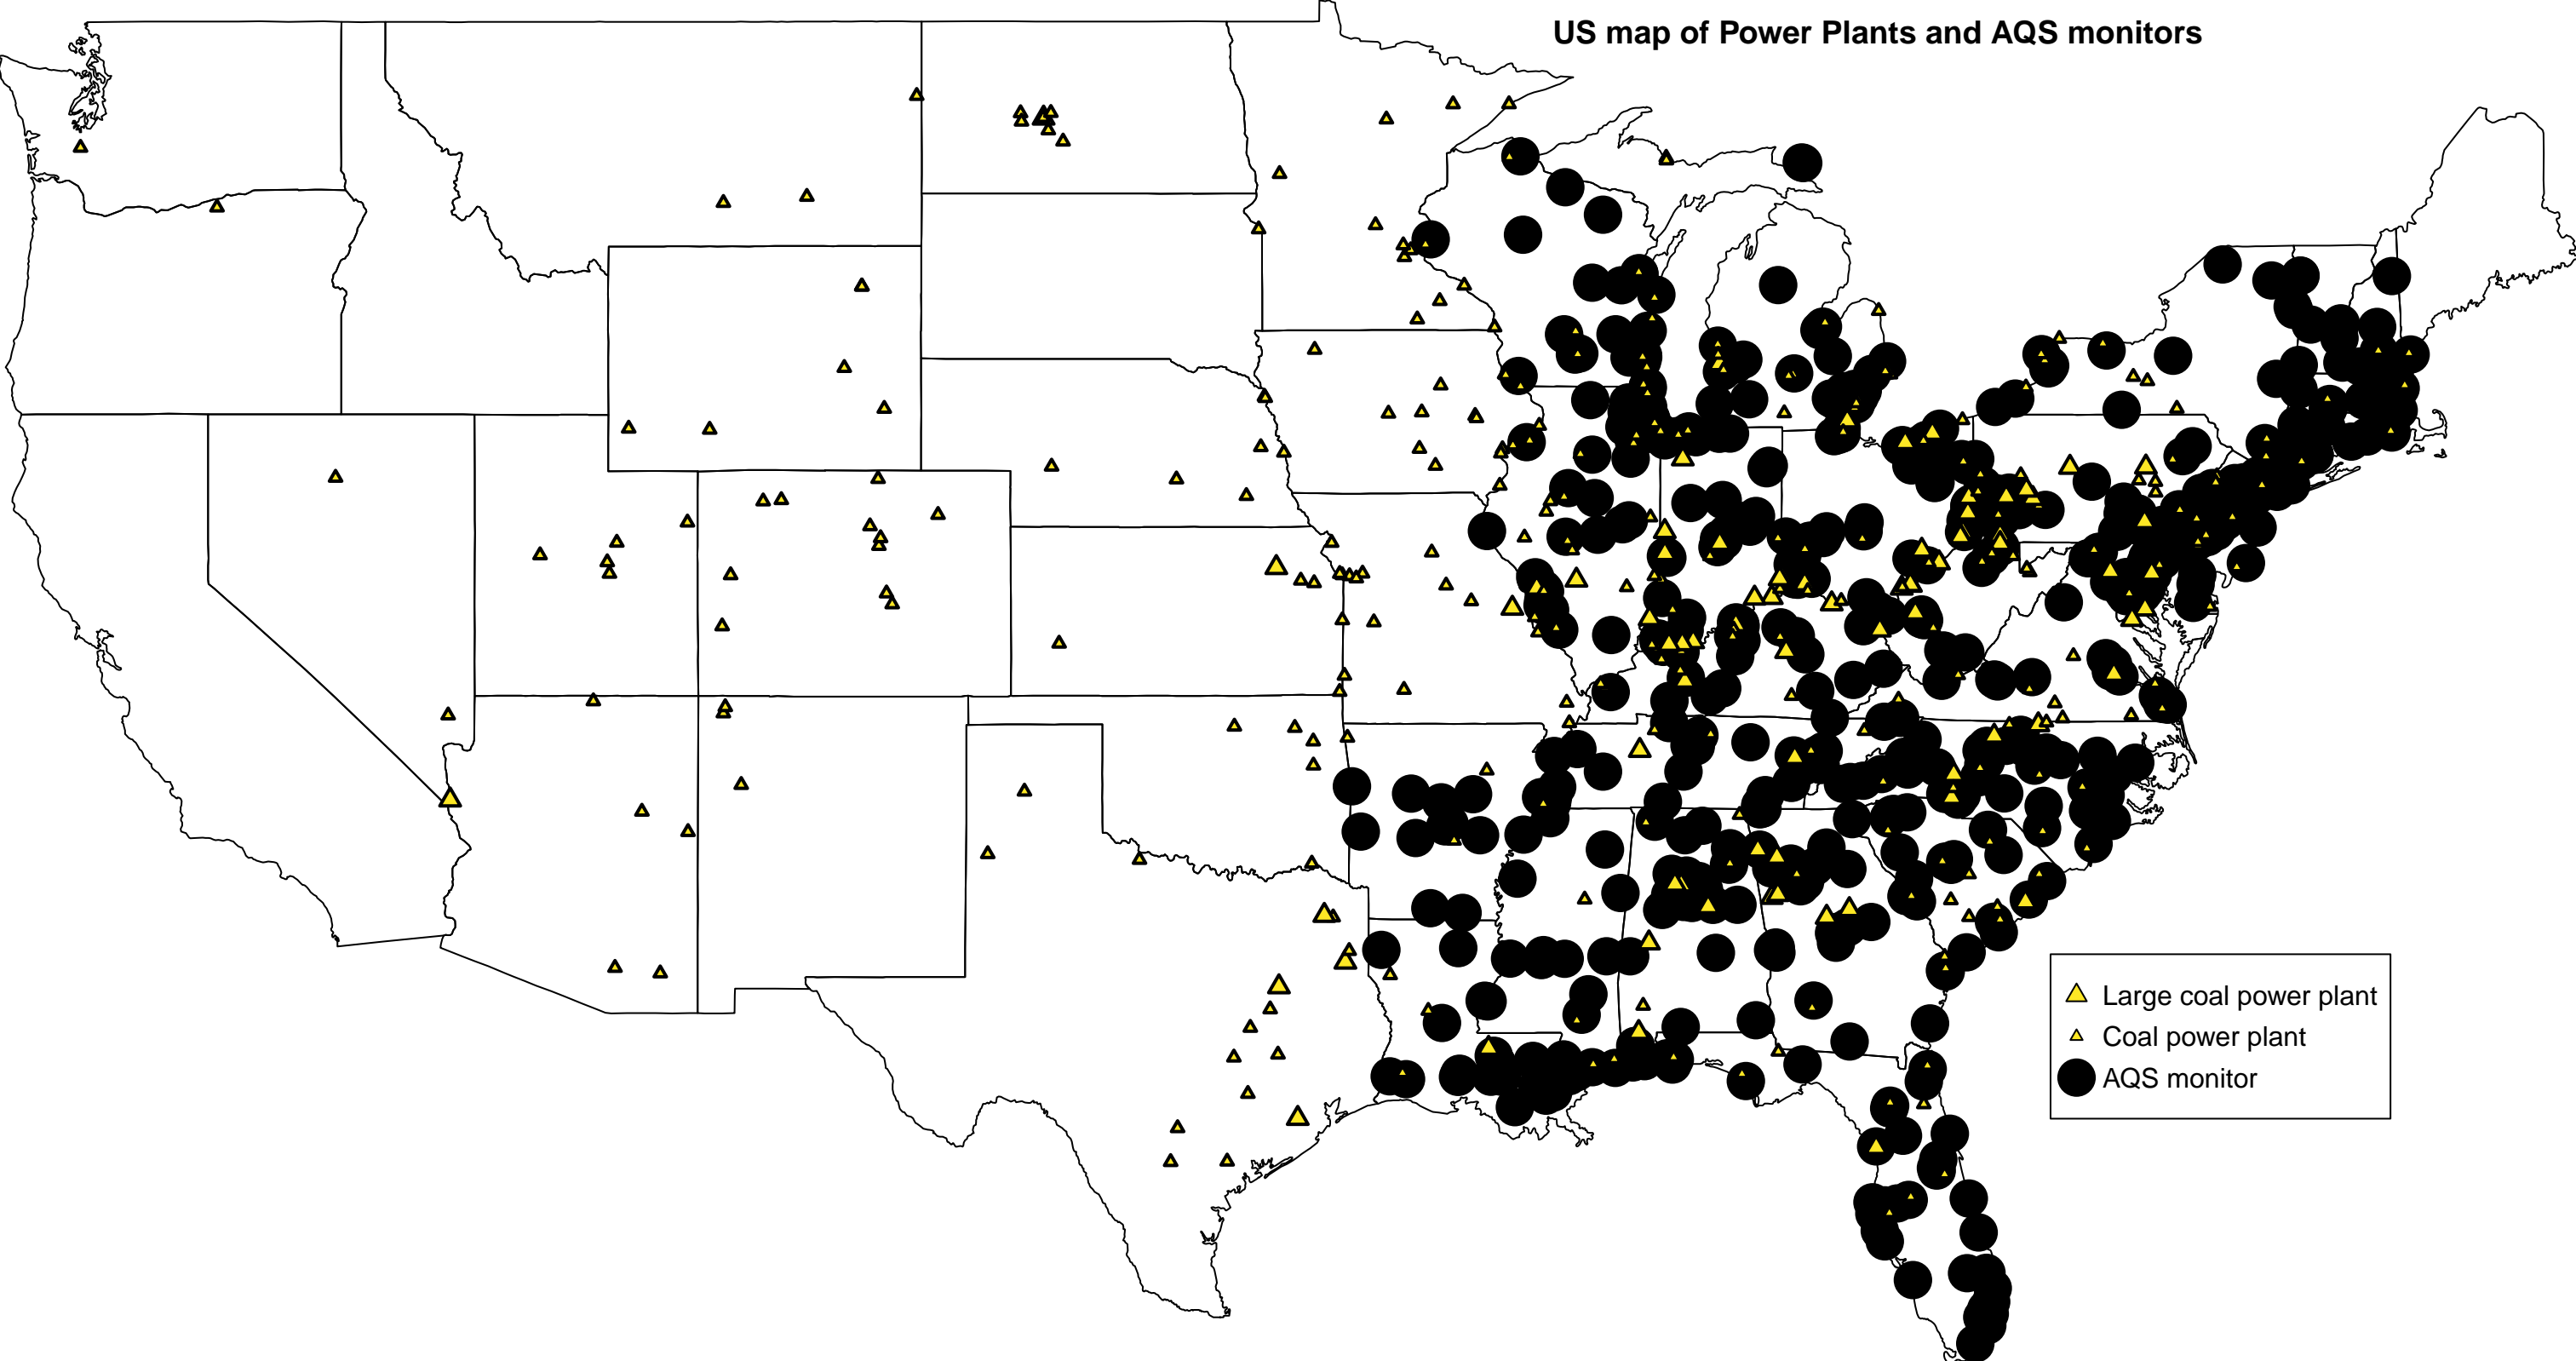 US map of Power Plants and AQS monitors
Large coal power plant
Coal power plant
AQS monitor